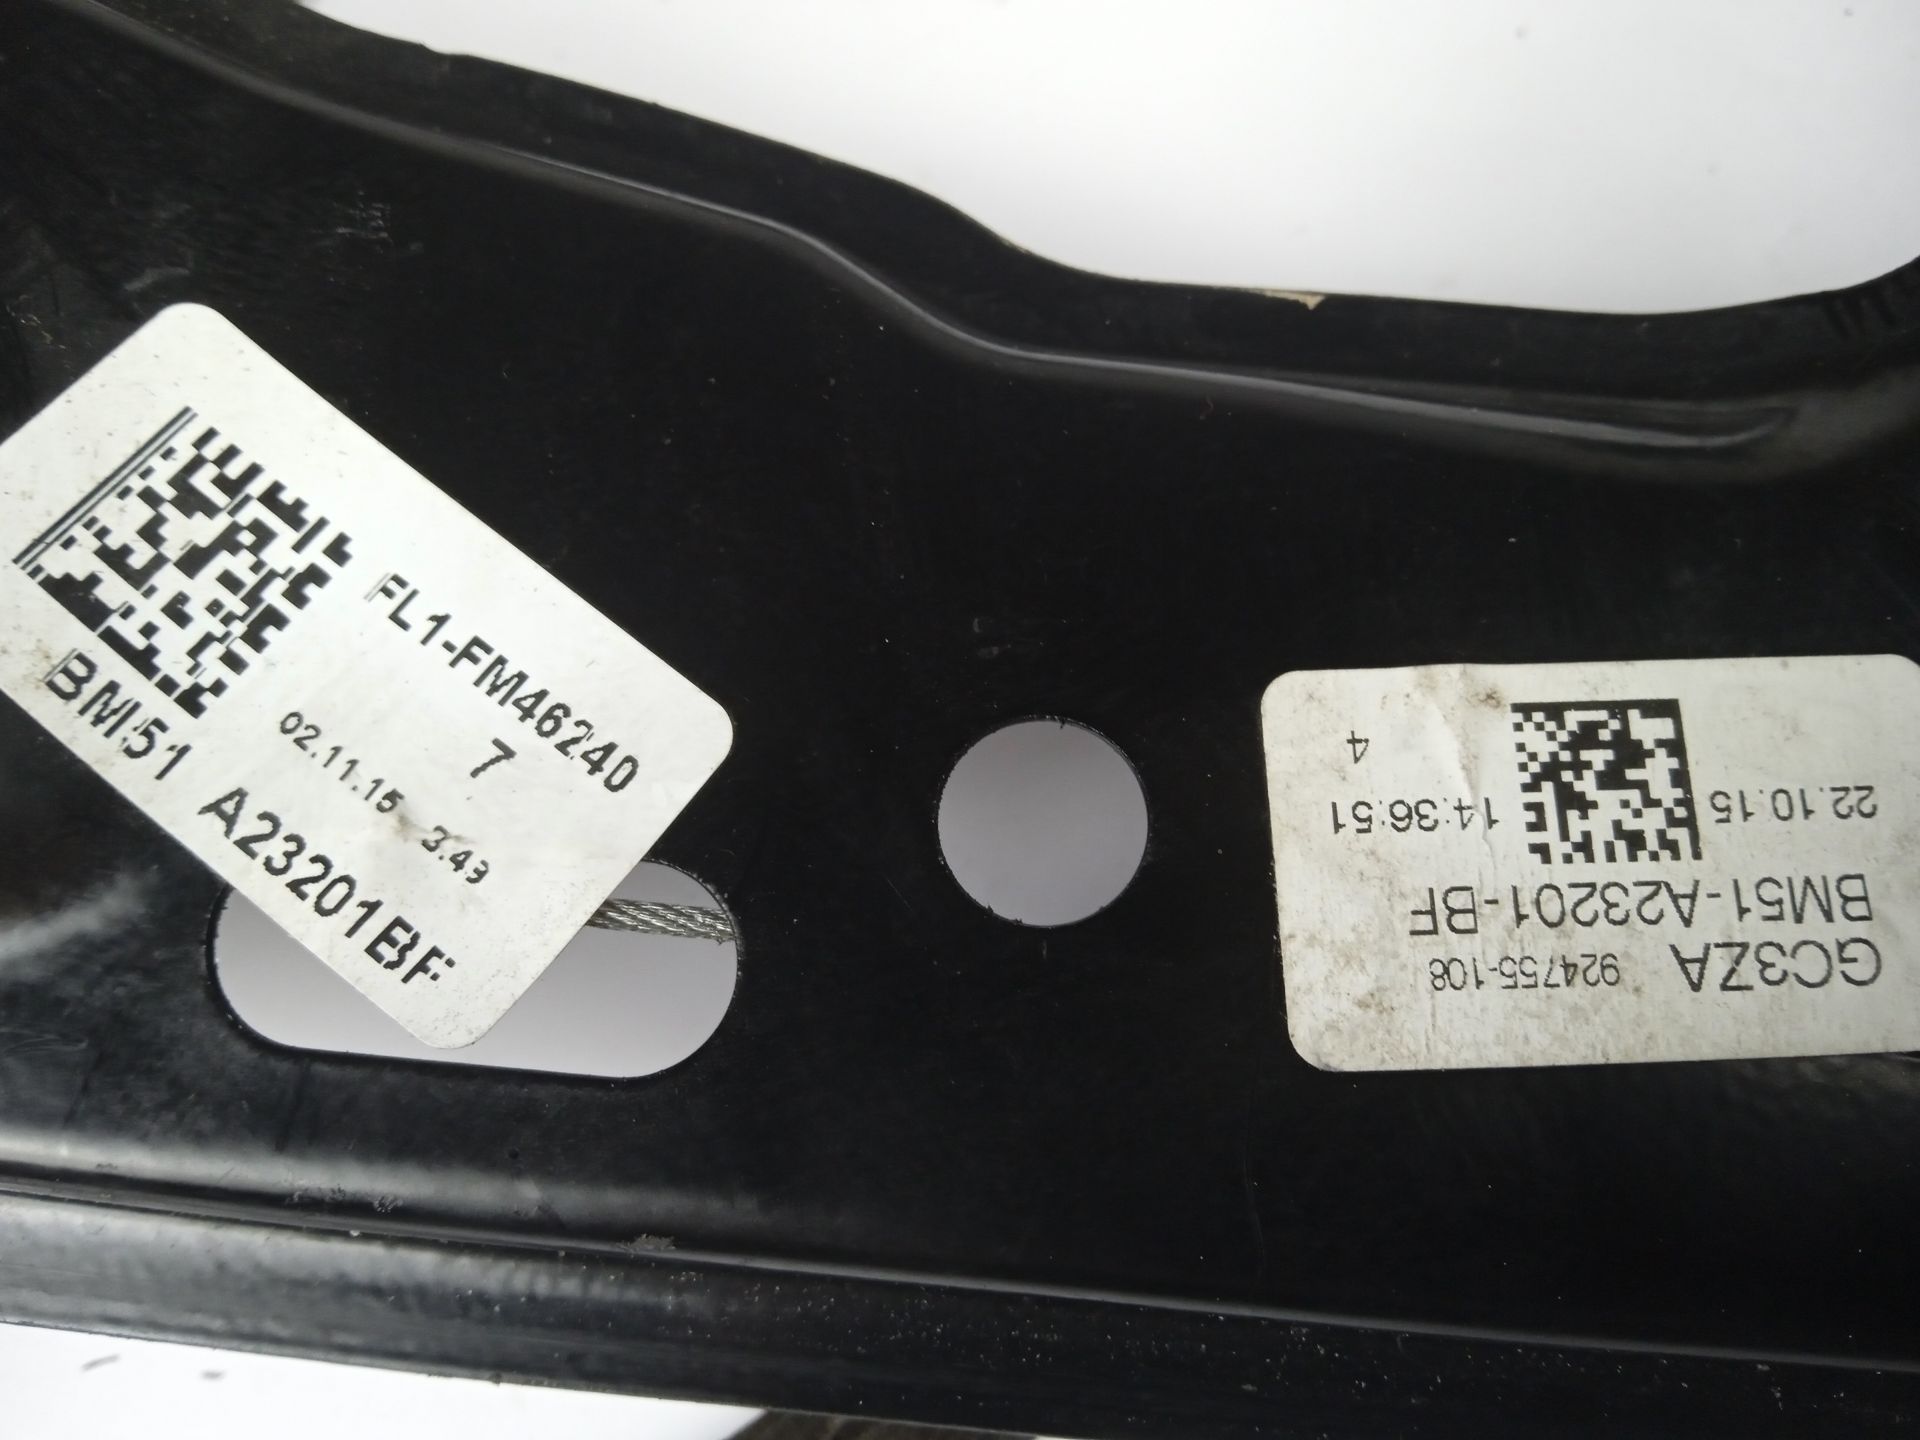 FL1-FM46240
7
02.11.15 3.49
BM51 A23201BF
GC3ZA 924755-108
BM51-A23201-BF
22.10.15 14:36:51
4